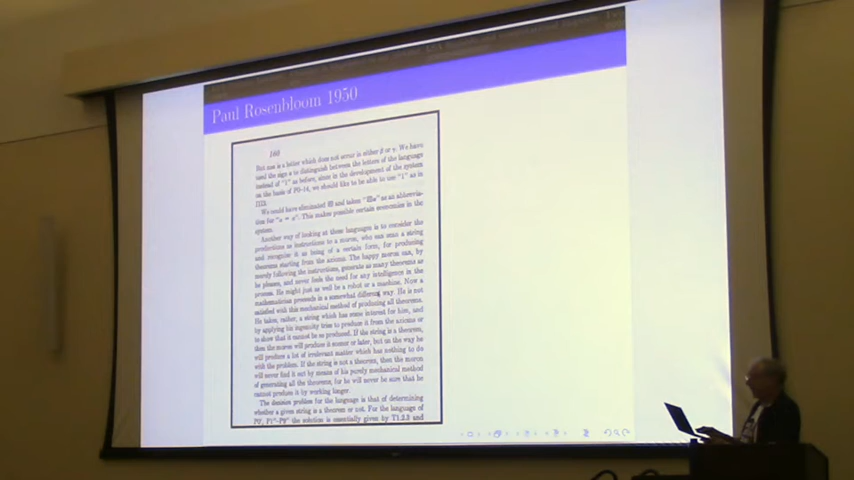 Paul Rosenbloom 1950
160
But was is a letter which does not occur in either β or γ. We have
used the sign a to distinguish between the letters of the language
instead of "1" as before, since in the development of the system
on the basis of P0-14, we should like to be able to use "1" as in
We could have eliminated and taken as an abbrevia-
tion for This makes possible certain economies in the
system.
Another way of looking at these languages is to consider the
productions as instructions to a moron, who can scan a string
and recognize it as being of a certain form, for producing
theorems starting from the axioms. The happy moron can, by
merely following the instructions, generate as many theorems as
he pleases, and never feels the need for any intelligence in the
process. He might just as well be a robot or a machine. Now a
mathematician proceeds in a somewhat different way. He is not
satisfied with this mechanical method of producing all theorems.
He takes, rather, a string which has some interest for him, and
by applying his ingenuity tries to produce it from the axioms or
to show that it cannot be so produced. If the string is a theorem,
then the moron will produce it sooner or later, but on the way he
will produce a lot of irrelevant matter which has nothing to do
with the problem. If the string is not a theorem, then the moron
will never find it out by means of his purely mechanical method
of generating all the theorems, for he will never be sure that he
cannot produce it by working longer.
The decision problem for the language is that of determining
whether a given string is a theorem or not. For the language of
the solution is essentially given by T1.2.3 and